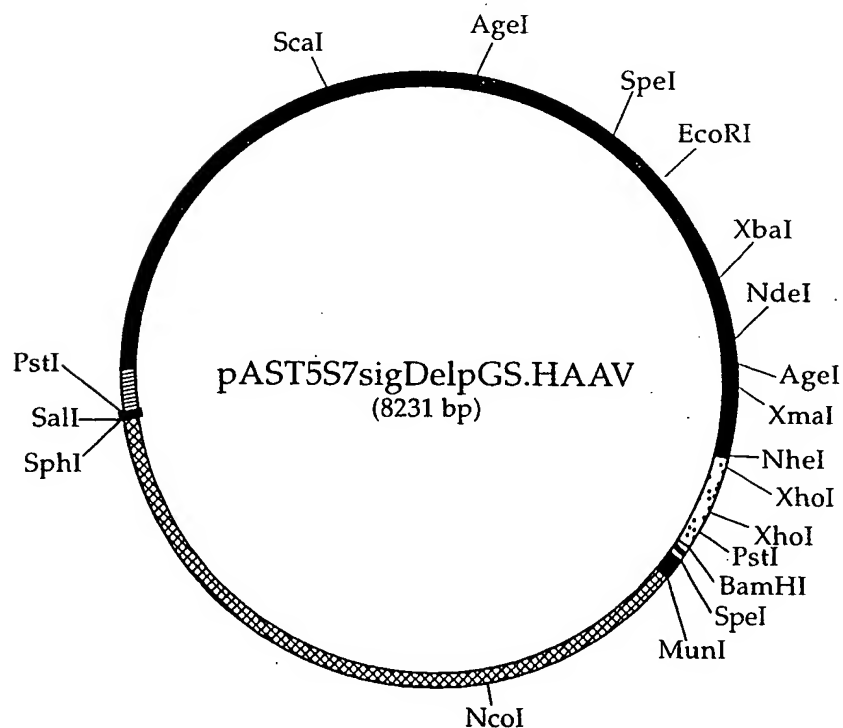 ScaI
AgeI
SpeI
EcoRI
XbaI
NdeI
AgeI
XmaI
NheI
XhoI
XhoI
PstI
BamHI
SpeI
MunI
NcoI
PstI
SalI
SphI
pAST5S7sigDelpGS.HAAV
(8231 bp)